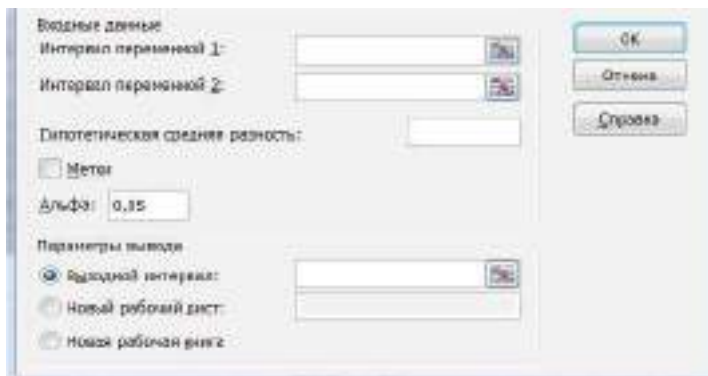 Входные данные
Интервал переменной 1:
Интервал переменной 2:
Гипотетическая средняя разность:
Метки
Альфа: 0,05
Параметры вывода
Выходной интервал:
Новый рабочий лист:
Новая рабочая книга
ОК
Отмена
Справка